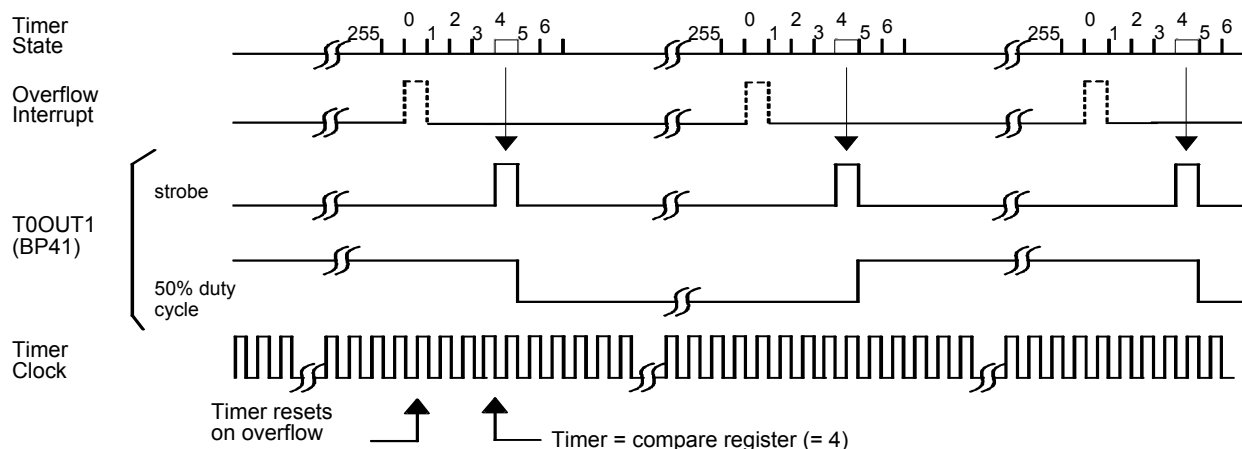 Timer
State
255 0 1 2 3 4 5 6 255 0 1 2 3 4 5 6 255 0 1 2 3 4 5 6
Overflow
Interrupt
strobe
T0OUT1
(BP41)
50% duty
cycle
Timer
Clock
Timer resets
on overflow
Timer = compare register (= 4)